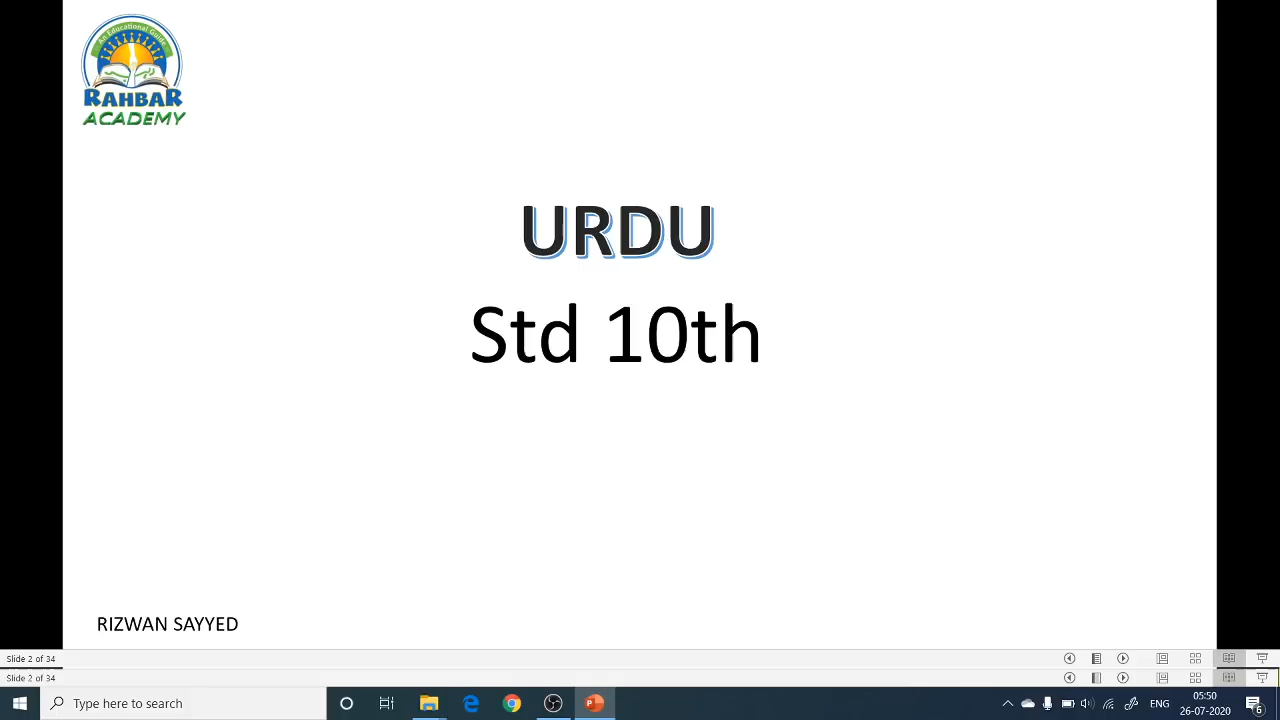 An Educational Guide
RAHBAR
ACADEMY
URDU
Std 10th
RIZWAN SAYYED
Slide 2 of 34
Slide 2 of 34
Type here to search
ENG
05:50
26-07-2020
6